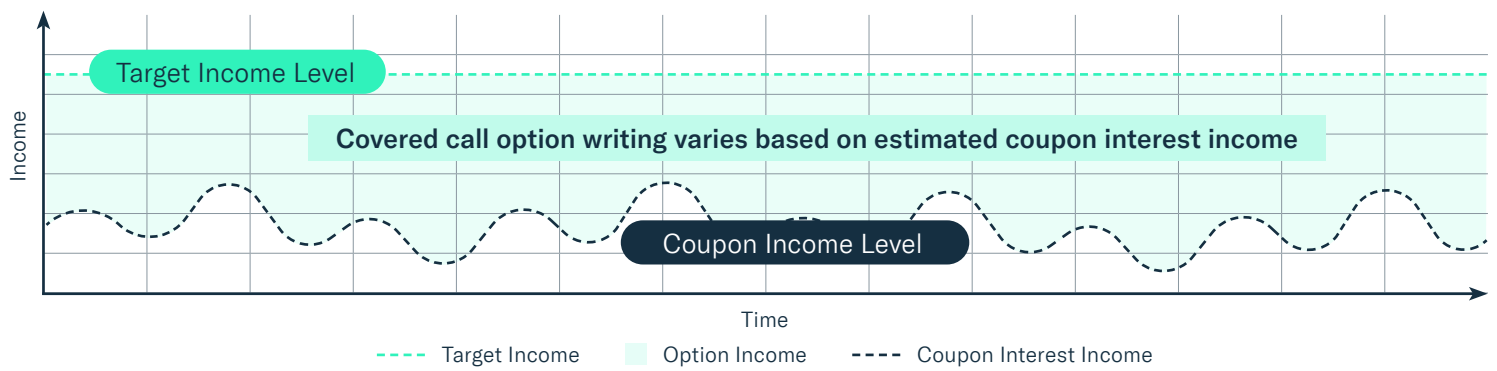 Target Income Level
Covered call option writing varies based on estimated coupon interest income
Income
Coupon Income Level
Time
Target Income
Option Income
Coupon Interest Income